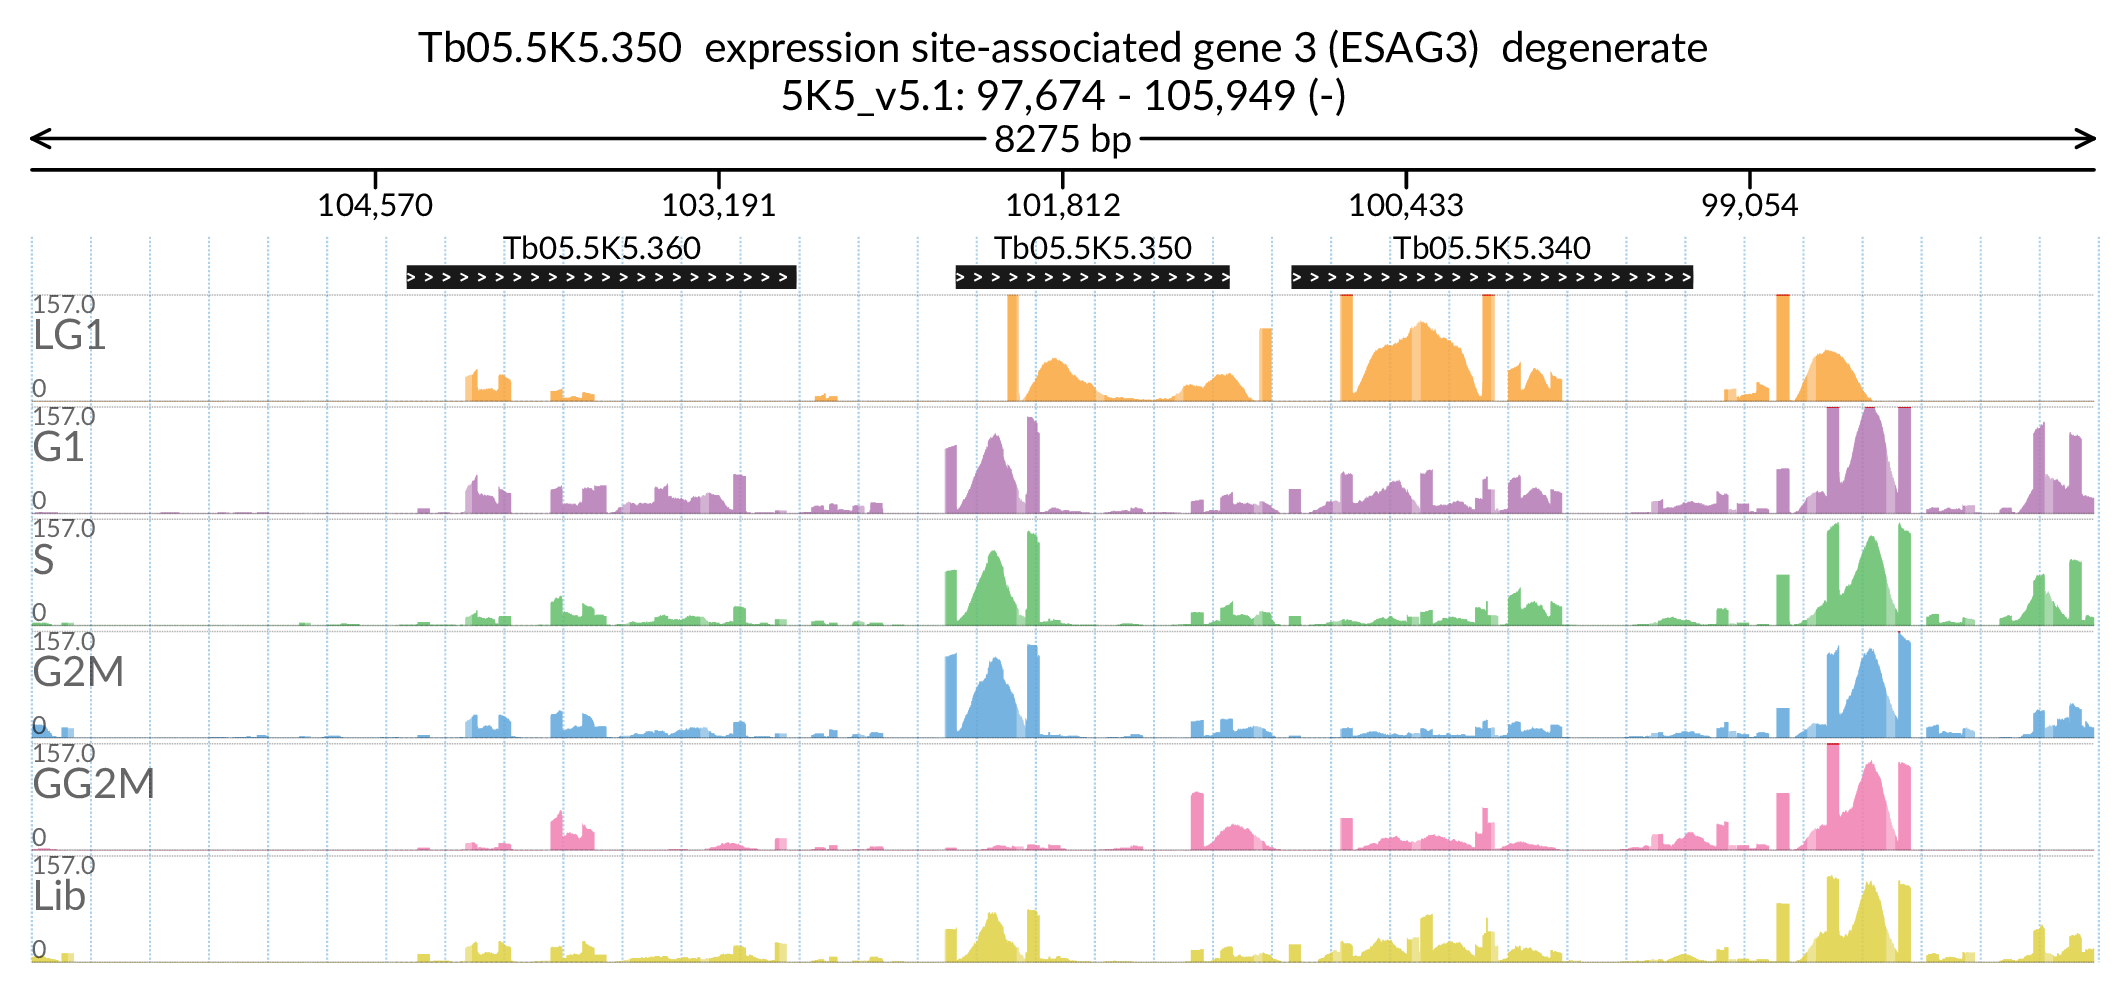 Tb05.5K5.350 expression site-associated gene 3 (ESAG3) degenerate
5K5_v5.1: 97,674 - 105,949 (-)
8275 bp
104,570 103,191 101,812 100,433 99,054
Tb05.5K5.360 Tb05.5K5.350 Tb05.5K5.340
157.0
LG1
0
157.0
G1
0
157.0
S
0
157.0
G2M
0
157.0
GG2M
0
157.0
Lib
0